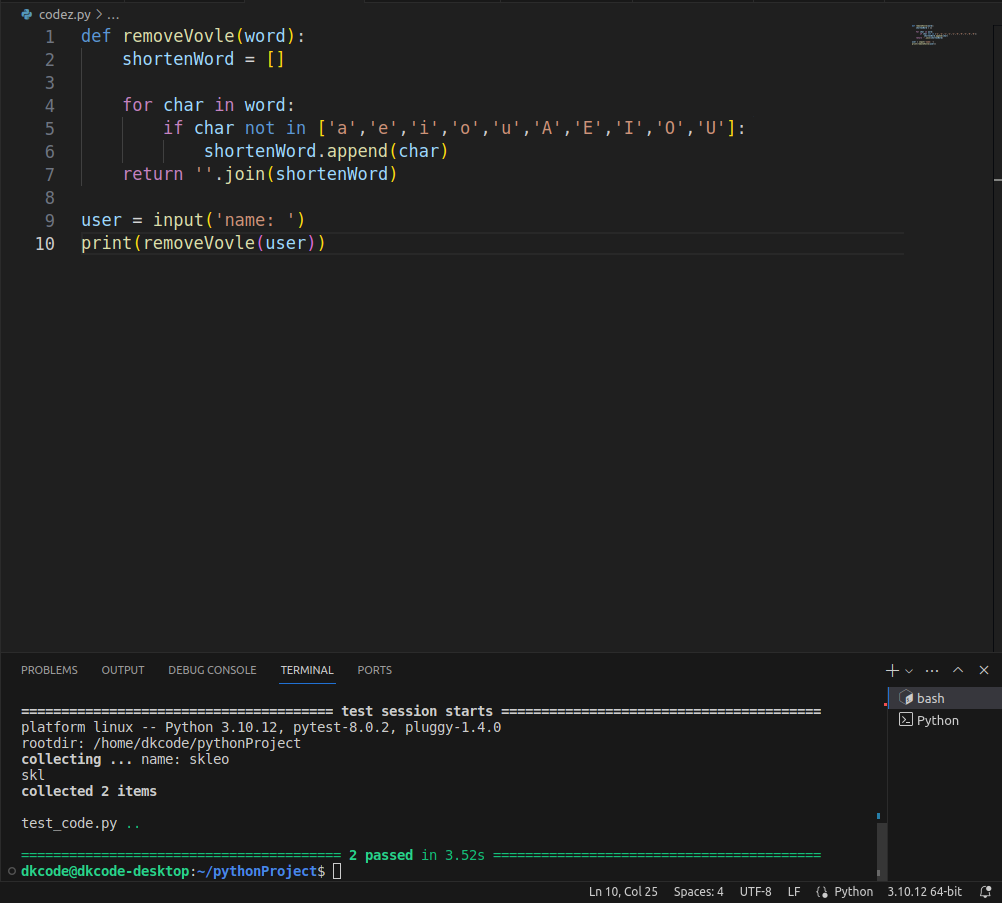 codez.py > ...
1 def removeVovle(word):
2     shortenWord = []
3
4     for char in word:
5         if char not in ['a','e','i','o','u','A','E','I','O','U']:
6             shortenWord.append(char)
7     return ''.join(shortenWord)
8
9 user = input('name: ')
10 print(removeVovle(user))
PROBLEMS OUTPUT DEBUG CONSOLE TERMINAL PORTS
======================================= test session starts ========================================
platform linux -- Python 3.10.12, pytest-8.0.2, pluggy-1.4.0
rootdir: /home/dkcode/pythonProject
collecting ... name: skleo
skl
collected 2 items
test_code.py ..
======================================== 2 passed in 3.52s =========================================
dkcode@dkcode-desktop:~/pythonProject$
bash
Python
Ln 10, Col 25 Spaces: 4 UTF-8 LF Python 3.10.12 64-bit